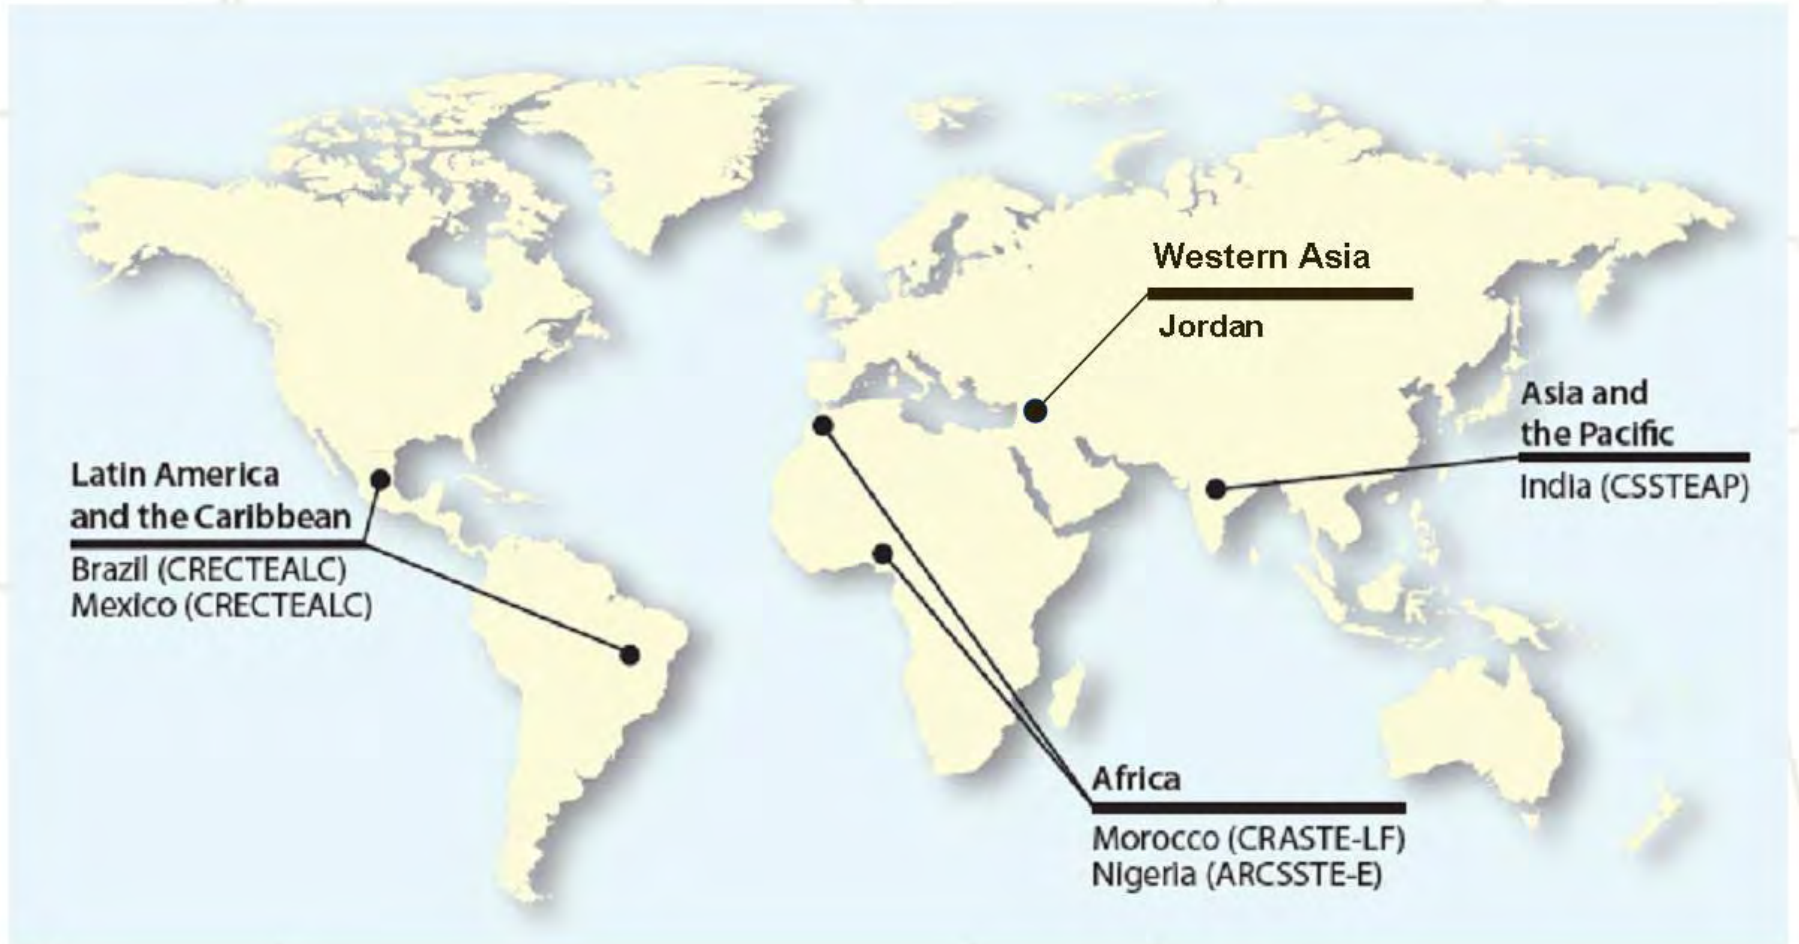 Western Asia
Jordan
Asia and
the Pacific
India (CSSTEAP)
Latin America
and the Caribbean
Brazil (CRECTEALC)
Mexico (CRECTEALC)
Africa
Morocco (CRASTE-LF)
Nigeria (ARCSSTE-E)